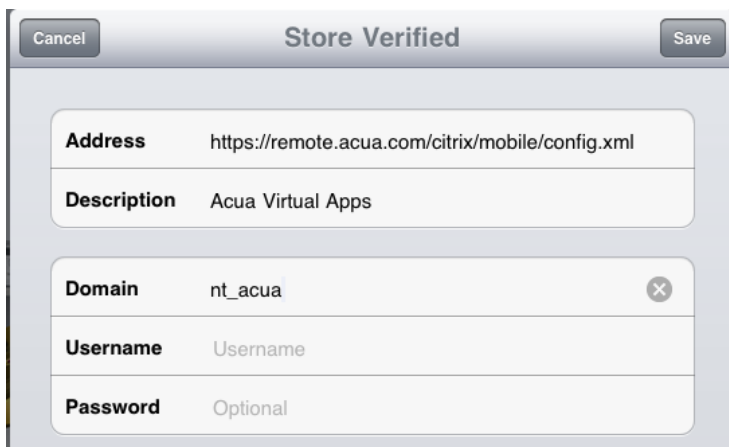 Cancel Store Verified Save
Address https://remote.acua.com/citrix/mobile/config.xml
Description Acua Virtual Apps
Domain nt_acua
Username Username
Password Optional